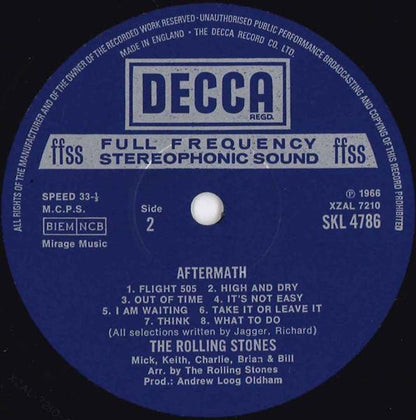 ALL RIGHTS OF THE MANUFACTURER AND OF THE OWNER OF THE RECORDED WORK RESERVED · UNAUTHORISED PUBLIC PERFORMANCE BROADCASTING AND COPYING OF THIS RECORD PROHIBITED
MADE IN ENGLAND · THE DECCA RECORD CO. LTD.
DECCA
REGD.
ffss FULL FREQUENCY ffss
STEREOPHONIC SOUND
SPEED 33-⅓
M.C.P.S.
BIEM NCB
Mirage Music
Side
2
℗ 1966
XZAL 7210
SKL 4786
AFTERMATH
1. FLIGHT 505 2. HIGH AND DRY
3. OUT OF TIME 4. IT'S NOT EASY
5. I AM WAITING 6. TAKE IT OR LEAVE IT
7. THINK 8. WHAT TO DO
(All selections written by Jagger, Richard)
THE ROLLING STONES
Mick, Keith, Charlie, Brian & Bill
Arr. by The Rolling Stones
Prod.: Andrew Loog Oldham